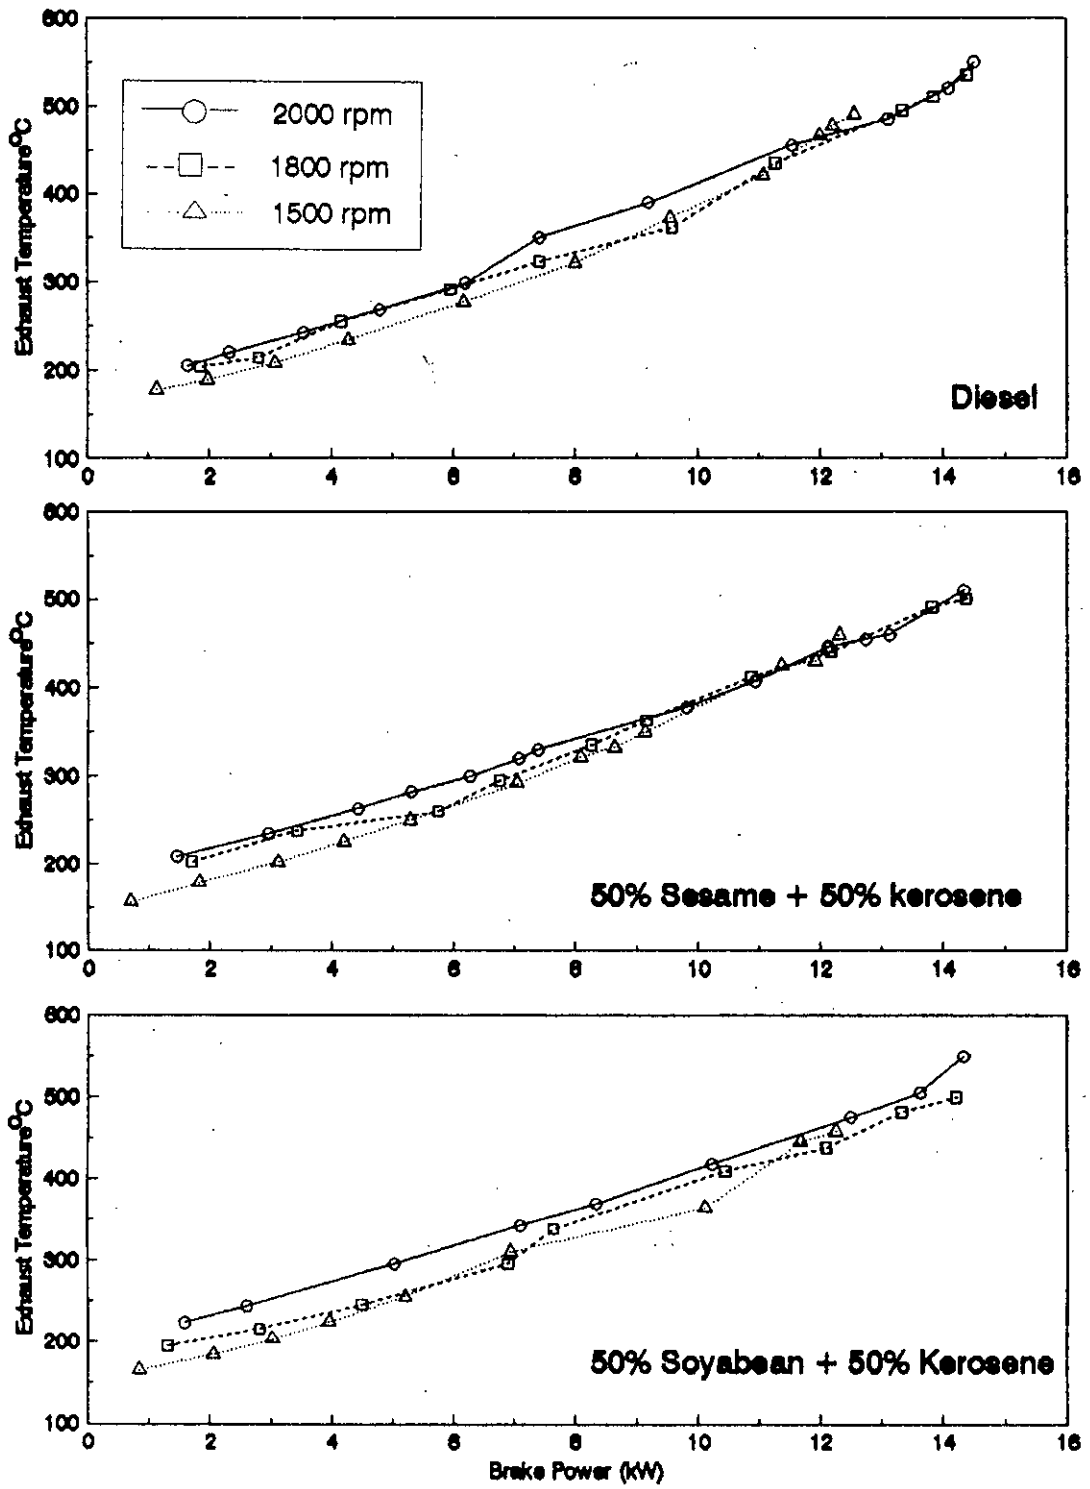 600
500
400
300
200
100
Exhaust Temperature°C
2000 rpm
1800 rpm
1500 rpm
Diesel
0 2 4 6 8 10 12 14 16
600
500
400
300
200
100
Exhaust Temperature°C
50% Sesame + 50% kerosene
0 2 4 6 8 10 12 14 16
600
500
400
300
200
100
Exhaust Temperature°C
50% Soyabean + 50% Kerosene
0 2 4 6 8 10 12 14 16
Brake Power (kW)